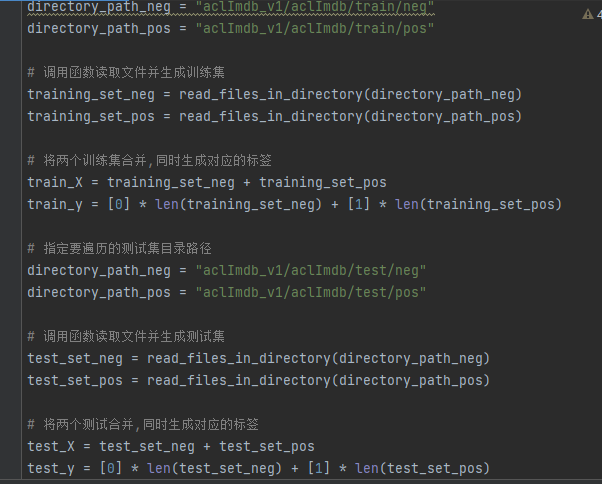 directory_path_neg = "aclImdb_v1/aclImdb/train/neg"
directory_path_pos = "aclImdb_v1/aclImdb/train/pos"
# 调用函数读取文件并生成训练集
training_set_neg = read_files_in_directory(directory_path_neg)
training_set_pos = read_files_in_directory(directory_path_pos)
# 将两个训练集合并,同时生成对应的标签
train_X = training_set_neg + training_set_pos
train_y = [0] * len(training_set_neg) + [1] * len(training_set_pos)
# 指定要遍历的测试集目录路径
directory_path_neg = "aclImdb_v1/aclImdb/test/neg"
directory_path_pos = "aclImdb_v1/aclImdb/test/pos"
# 调用函数读取文件并生成测试集
test_set_neg = read_files_in_directory(directory_path_neg)
test_set_pos = read_files_in_directory(directory_path_pos)
# 将两个测试合并,同时生成对应的标签
test_X = test_set_neg + test_set_pos
test_y = [0] * len(test_set_neg) + [1] * len(test_set_pos)